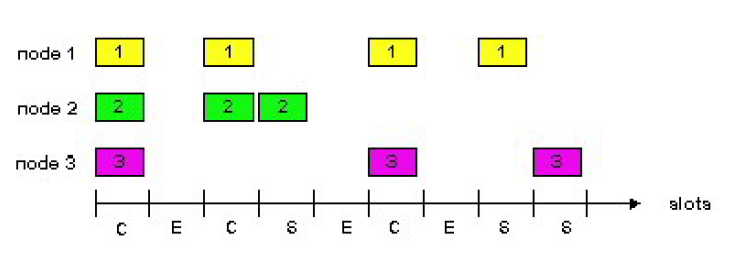 node 1 1 1 1 1
node 2 2 2 2
node 3 3 3 3
slots
C E C S E C E S S